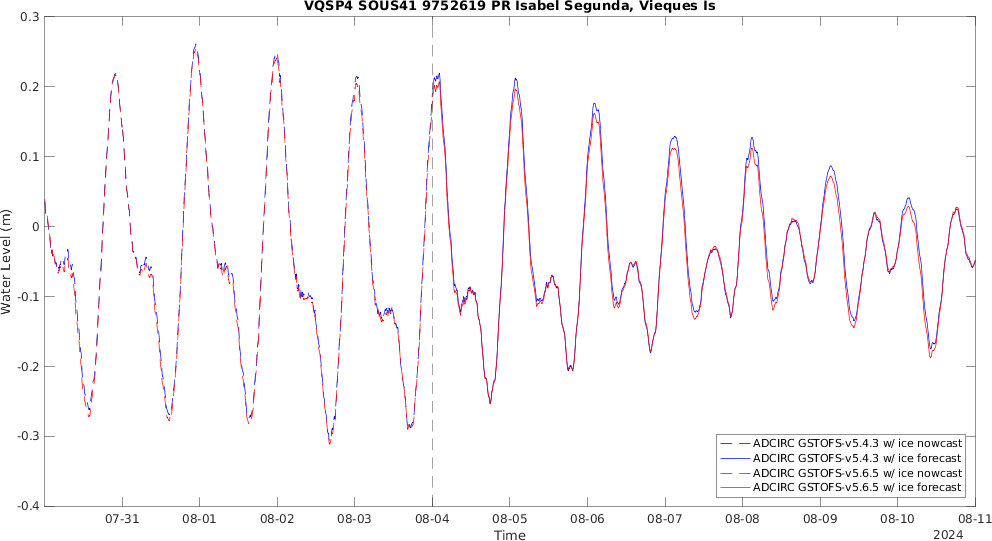 VQSP4 SOUS41 9752619 PR Isabel Segunda, Vieques Is
0.3
0.2
0.1
0
-0.1
-0.2
-0.3
-0.4
Water Level (m)
ADCIRC GSTOFS-v5.4.3 w/ ice nowcast
ADCIRC GSTOFS-v5.4.3 w/ ice forecast
ADCIRC GSTOFS-v5.6.5 w/ ice nowcast
ADCIRC GSTOFS-v5.6.5 w/ ice forecast
07-31 08-01 08-02 08-03 08-04 08-05 08-06 08-07 08-08 08-09 08-10 08-11
Time
2024